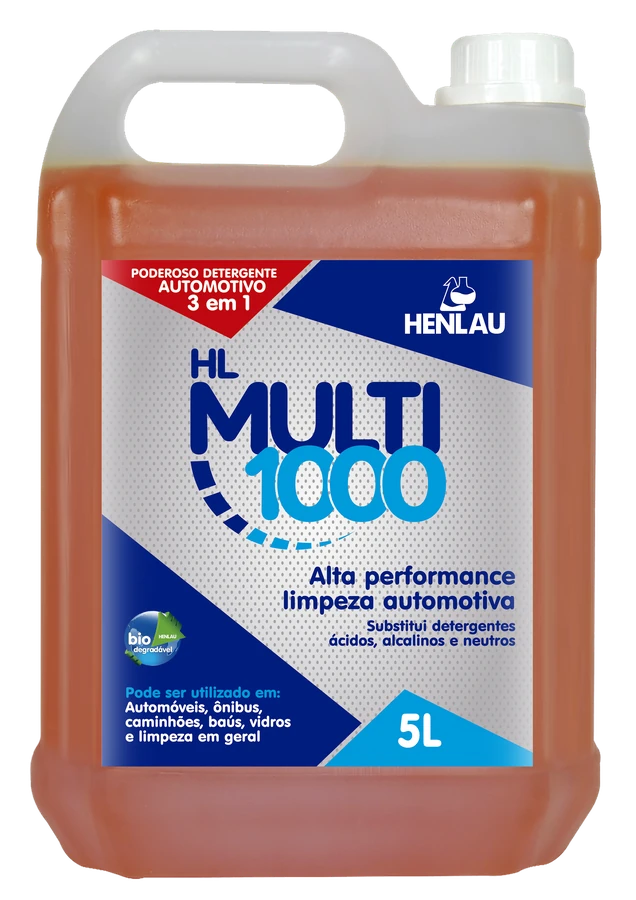 PODEROSO DETERGENTE
AUTOMOTIVO
3 em 1
HENLAU
HL
MULTI
1000
Alta performance
limpeza automotiva
Substitui detergentes
ácidos, alcalinos e neutros
bio
HENLAU
degradável
Pode ser utilizado em:
Automóveis, ônibus,
caminhões, baús, vidros
e limpeza em geral
5L